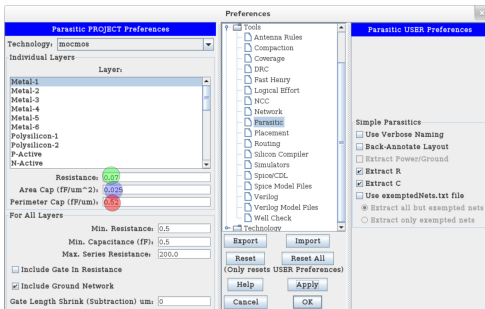 Preferences
Parasitic PROJECT Preferences
Technology: mocmos
Individual Layers
Layer:
Metal-1
Metal-2
Metal-3
Metal-4
Metal-5
Metal-6
Polysilicon-1
Polysilicon-2
P-Active
N-Active
Resistance: 0.07
Area Cap (fF/um^2): 0.025
Perimeter Cap (fF/um): 0.52
For All Layers
Min. Resistance: 0.5
Min. Capacitance (fF): 0.5
Max. Series Resistance: 200.0
Include Gate In Resistance
Include Ground Network
Gate Length Shrink (Subtraction) um: 0
Tools
Antenna Rules
Compaction
Coverage
DRC
Fast Henry
Logical Effort
NCC
Network
Parasitic
Placement
Routing
Silicon Compiler
Simulators
Spice/CDL
Spice Model Files
Verilog
Verilog Model Files
Well Check
Technology
Export Import
Reset Reset All
(Only resets USER Preferences)
Help Apply
Cancel OK
Parasitic USER Preferences
Simple Parasitics
Use Verbose Naming
Back-Annotate Layout
Extract Power/Ground
Extract R
Extract C
Use exemptedNets.txt file
Extract all but exempted nets
Extract only exempted nets